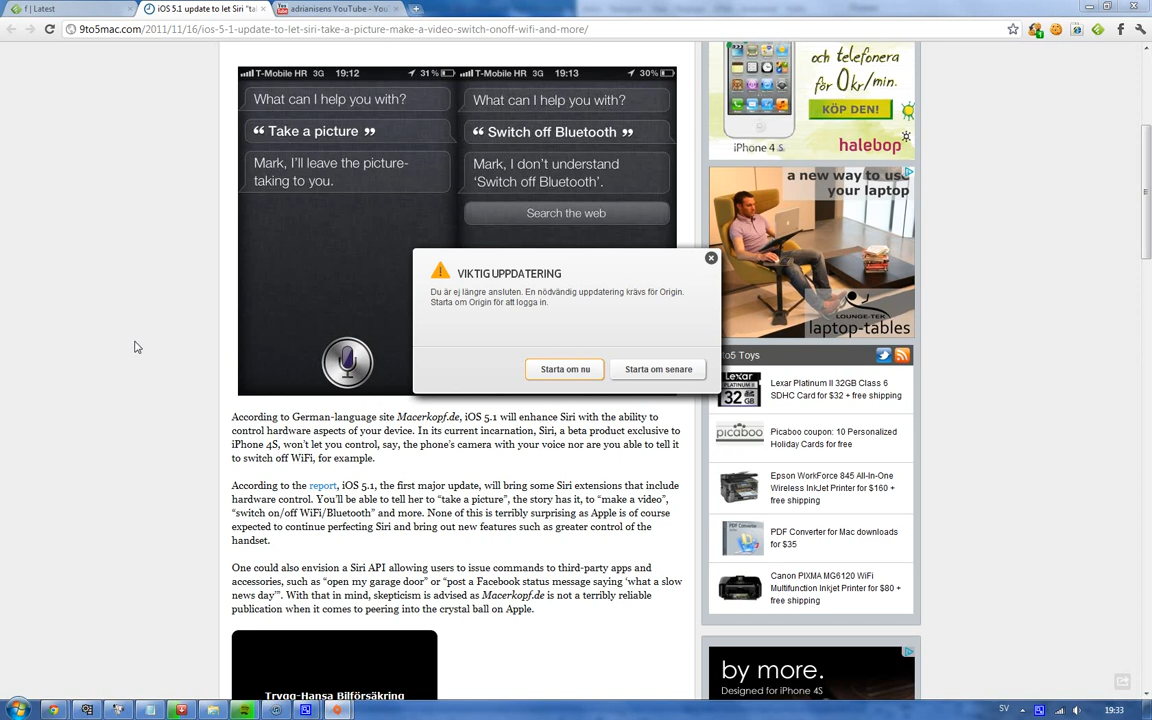 f | Latest
iOS 5.1 update to let Siri "ta
adrianisens YouTube - You
9to5mac.com/2011/11/16/ios-5-1-update-to-let-siri-take-a-picture-make-a-video-switch-onoff-wifi-and-more/
T-Mobile HR 3G 19:12 31%
What can I help you with?
“ Take a picture ”
Mark, I'll leave the picture-
taking to you.
T-Mobile HR 3G 19:13 30%
What can I help you with?
“ Switch off Bluetooth ”
Mark, I don't understand
‘Switch off Bluetooth’.
Search the web
VIKTIG UPPDATERING
Du är ej längre ansluten. En nödvändig uppdatering krävs för Origin.
Starta om Origin för att logga in.
Starta om nu
Starta om senare
According to German-language site Macerkopf.de, iOS 5.1 will enhance Siri with the ability to
control hardware aspects of your device. In its current incarnation, Siri, a beta product exclusive to
iPhone 4S, won't let you control, say, the phone's camera with your voice nor are you able to tell it
to switch off WiFi, for example.
According to the report, iOS 5.1, the first major update, will bring some Siri extensions that include
hardware control. You'll be able to tell her to “take a picture”, the story has it, to “make a video”,
“switch on/off WiFi/Bluetooth” and more. None of this is terribly surprising as Apple is of course
expected to continue perfecting Siri and bring out new features such as greater control of the
handset.
One could also envision a Siri API allowing users to issue commands to third-party apps and
accessories, such as “open my garage door” or “post a Facebook status message saying ‘what a slow
news day’”. With that in mind, skepticism is advised as Macerkopf.de is not a terribly reliable
publication when it comes to peering into the crystal ball on Apple.
Trygg-Hansa Bilförsäkring
och telefonera
för 0 kr/mån.
KÖP DEN!
iPhone 4 S
halebop
a new way to use
your laptop
LOUNGE-TEK
laptop-tables
to5 Toys
Lexar
PLATINUM II
32GB
Lexar Platinum II 32GB Class 6
SDHC Card for $32 + free shipping
picaboo
Picaboo coupon: 10 Personalized
Holiday Cards for free
Epson WorkForce 845 All-In-One
Wireless InkJet Printer for $160 +
free shipping
PDF Converter for Mac downloads
for $35
Canon PIXMA MG6120 WiFi
Multifunction Inkjet Printer for $80 +
free shipping
by more.
Designed for iPhone 4S
SV
19:33